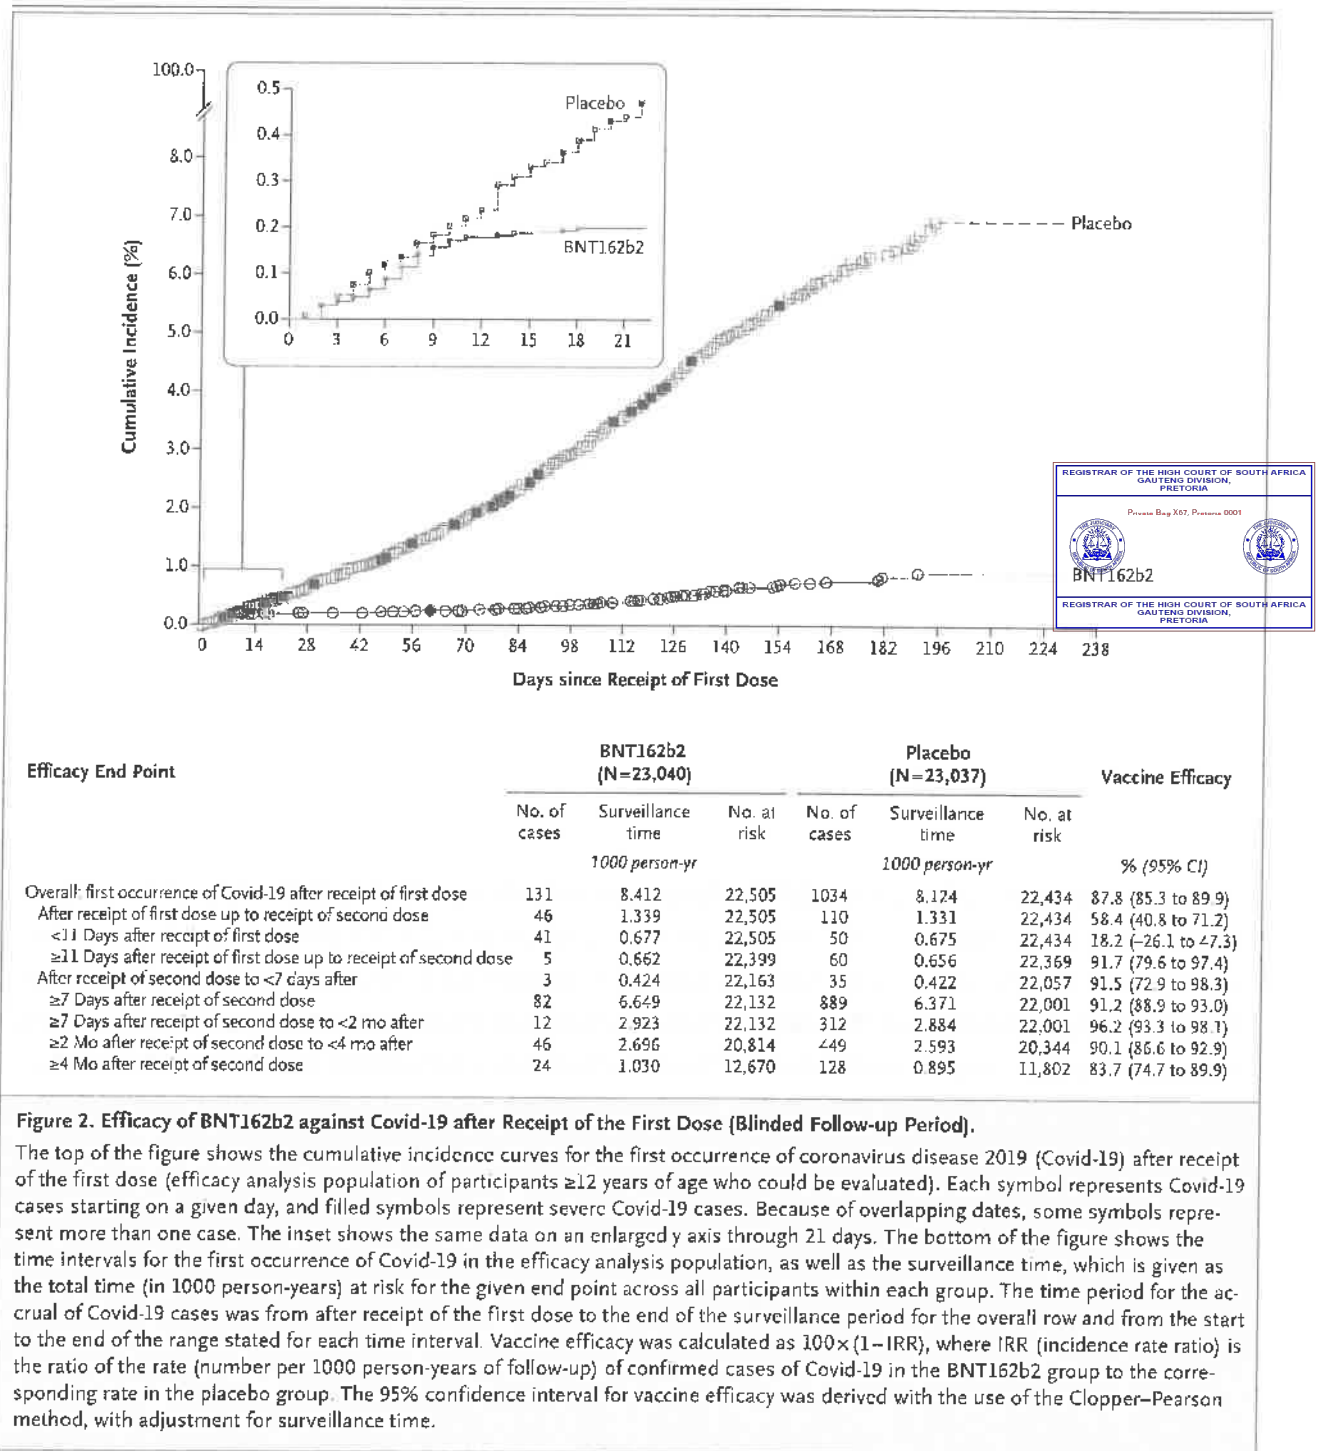 100.0
8.0
7.0
6.0
5.0
4.0
3.0
2.0
1.0
0.0
Cumulative Incidence (%)
0.5
0.4
0.3
0.2
0.1
0.0
0 3 6 9 12 15 18 21
Placebo
BNT162b2
Placebo
BNT162b2
0 14 28 42 56 70 84 98 112 126 140 154 168 182 196 210 224 238
Days since Receipt of First Dose
REGISTRAR OF THE HIGH COURT OF SOUTH AFRICA
GAUTENG DIVISION,
PRETORIA
Private Bag X67, Pretoria 0001
REGISTRAR OF THE HIGH COURT OF SOUTH AFRICA
GAUTENG DIVISION,
PRETORIA
Efficacy End Point BNT162b2 (N=23,040) Placebo (N=23,037) Vaccine Efficacy
No. of cases Surveillance time No. at risk No. of cases Surveillance time No. at risk
1000 person-yr 1000 person-yr % (95% CI)
Overall: first occurrence of Covid-19 after receipt of first dose 131 8.412 22,505 1034 8.124 22,434 87.8 (85.3 to 89.9)
After receipt of first dose up to receipt of second dose 46 1.339 22,505 110 1.331 22,434 58.4 (40.8 to 71.2)
<11 Days after receipt of first dose 41 0.677 22,505 50 0.675 22,434 18.2 (−26.1 to 47.3)
≥11 Days after receipt of first dose up to receipt of second dose 5 0.662 22,399 60 0.656 22,369 91.7 (79.6 to 97.4)
After receipt of second dose to <7 days after 3 0.424 22,163 35 0.422 22,057 91.5 (72.9 to 98.3)
≥7 Days after receipt of second dose 82 6.649 22,132 889 6.371 22,001 91.2 (88.9 to 93.0)
≥7 Days after receipt of second dose to <2 mo after 12 2.923 22,132 312 2.884 22,001 96.2 (93.3 to 98.1)
≥2 Mo after receipt of second dose to <4 mo after 46 2.696 20,814 449 2.593 20,344 90.1 (86.6 to 92.9)
≥4 Mo after receipt of second dose 24 1.030 12,670 128 0.895 11,802 83.7 (74.7 to 89.9)
Figure 2. Efficacy of BNT162b2 against Covid-19 after Receipt of the First Dose (Blinded Follow-up Period).
The top of the figure shows the cumulative incidence curves for the first occurrence of coronavirus disease 2019 (Covid-19) after receipt
of the first dose (efficacy analysis population of participants ≥12 years of age who could be evaluated). Each symbol represents Covid-19
cases starting on a given day, and filled symbols represent severe Covid-19 cases. Because of overlapping dates, some symbols repre-
sent more than one case. The inset shows the same data on an enlarged y axis through 21 days. The bottom of the figure shows the
time intervals for the first occurrence of Covid-19 in the efficacy analysis population, as well as the surveillance time, which is given as
the total time (in 1000 person-years) at risk for the given end point across all participants within each group. The time period for the ac-
crual of Covid-19 cases was from after receipt of the first dose to the end of the surveillance period for the overall row and from the start
to the end of the range stated for each time interval. Vaccine efficacy was calculated as 100×(1−IRR), where IRR (incidence rate ratio) is
the ratio of the rate (number per 1000 person-years of follow-up) of confirmed cases of Covid-19 in the BNT162b2 group to the corre-
sponding rate in the placebo group. The 95% confidence interval for vaccine efficacy was derived with the use of the Clopper–Pearson
method, with adjustment for surveillance time.